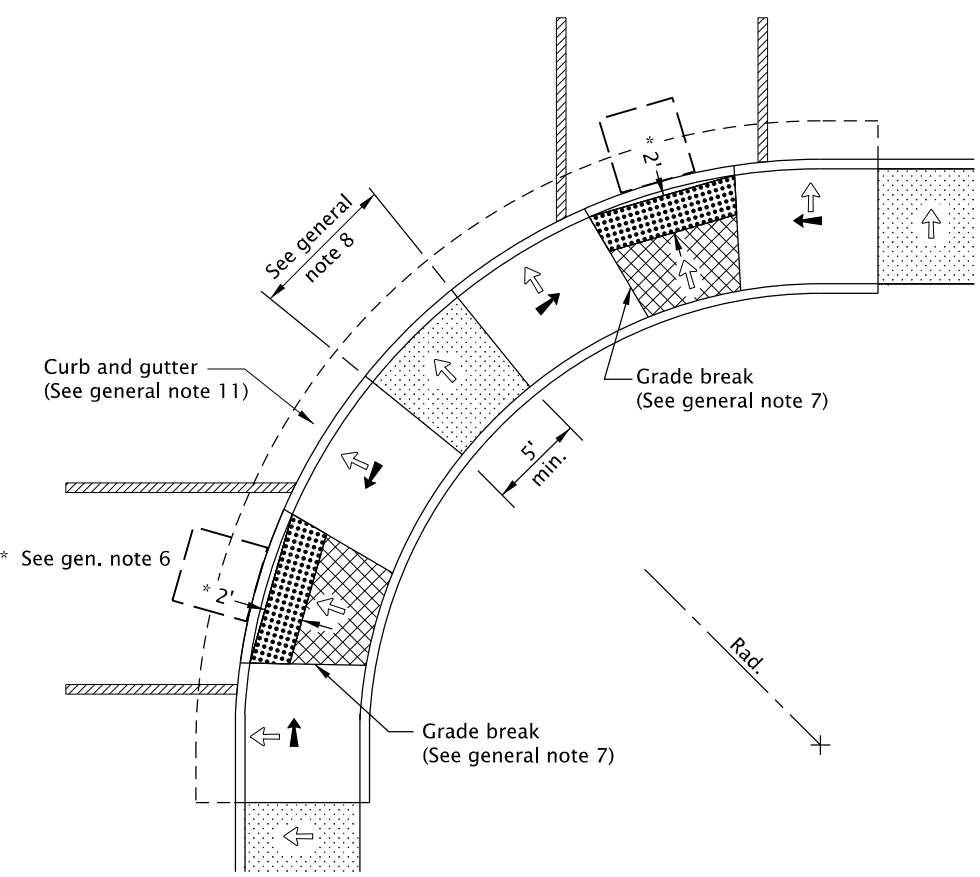 * 2'
See general
note 8
Curb and gutter
(See general note 11)
Grade break
(See general note 7)
5'
min.
* See gen. note 6
* 2'
Rad.
Grade break
(See general note 7)